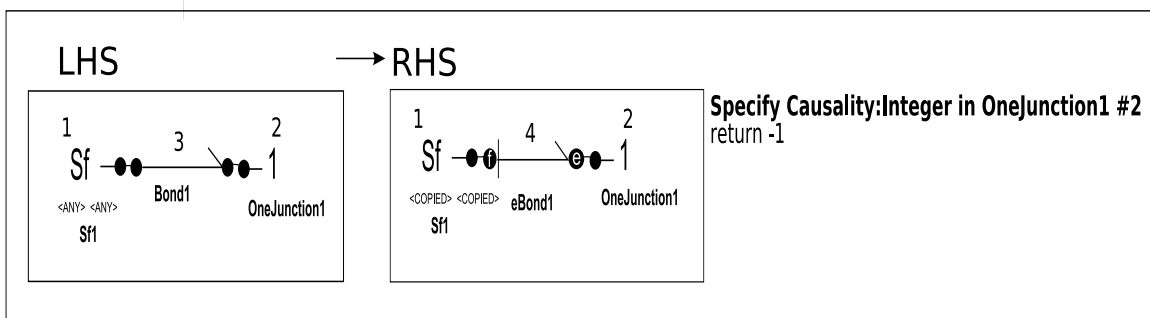 LHS
RHS
1
3
2
Sf
1
Bond1
OneJunction1
<ANY> <ANY>
Sf1
1
4
2
Sf
f
e
1
<COPIED> <COPIED>
eBond1
OneJunction1
Sf1
Specify Causality:Integer in OneJunction1 #2
return -1